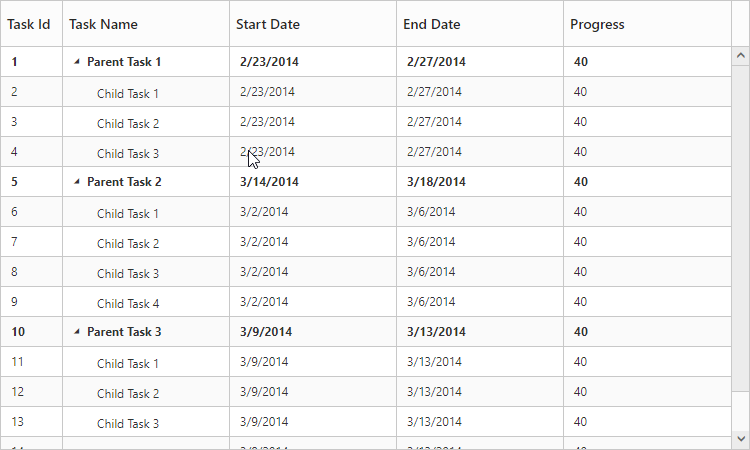 Task Id Task Name Start Date End Date Progress
1 Parent Task 1 2/23/2014 2/27/2014 40
2 Child Task 1 2/23/2014 2/27/2014 40
3 Child Task 2 2/23/2014 2/27/2014 40
4 Child Task 3 2/23/2014 2/27/2014 40
5 Parent Task 2 3/14/2014 3/18/2014 40
6 Child Task 1 3/2/2014 3/6/2014 40
7 Child Task 2 3/2/2014 3/6/2014 40
8 Child Task 3 3/2/2014 3/6/2014 40
9 Child Task 4 3/2/2014 3/6/2014 40
10 Parent Task 3 3/9/2014 3/13/2014 40
11 Child Task 1 3/9/2014 3/13/2014 40
12 Child Task 2 3/9/2014 3/13/2014 40
13 Child Task 3 3/9/2014 3/13/2014 40